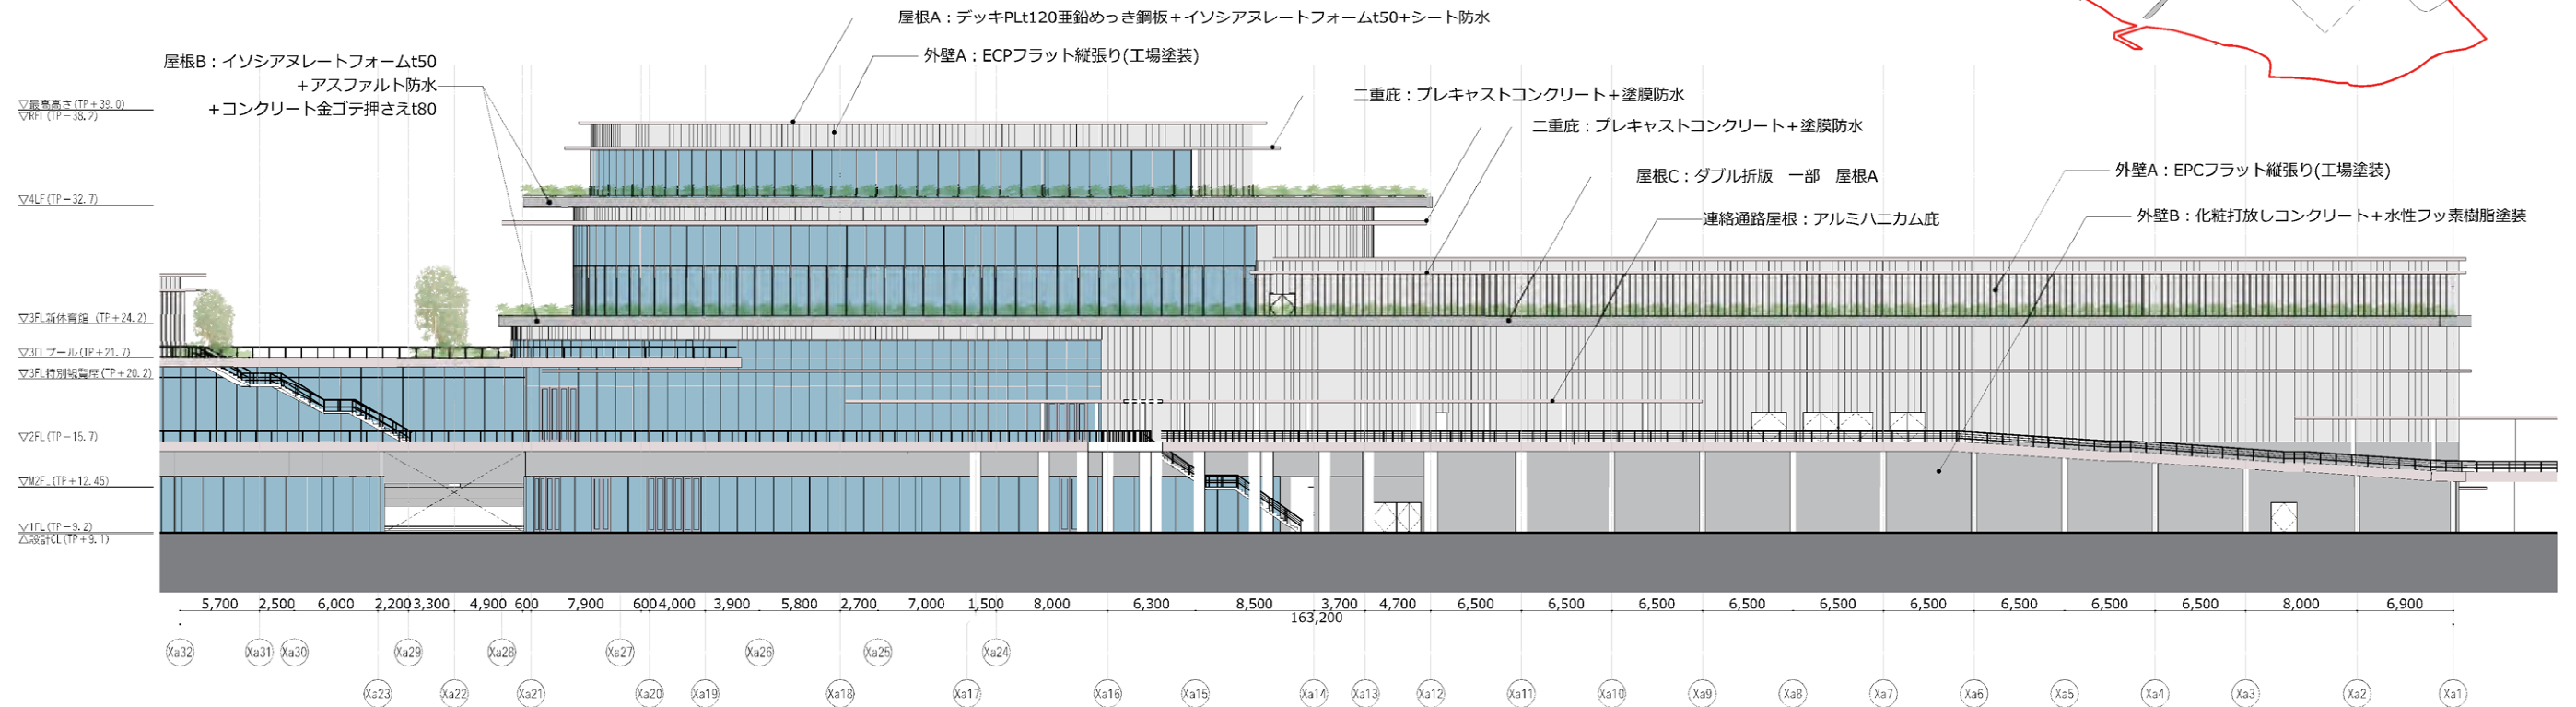 屋根A：デッキPLt120亜鉛めっき鋼板＋イソシアヌレートフォームt50+シート防水
外壁A：ECPフラット縦張り(工場塗装)
屋根B：イソシアヌレートフォームt50
＋アスファルト防水
＋コンクリート金ゴテ押さえt80
二重庇：プレキャストコンクリート＋塗膜防水
二重庇：プレキャストコンクリート＋塗膜防水
屋根C：ダブル折版　一部　屋根A
連絡通路屋根：アルミハニカム庇
外壁A：EPCフラット縦張り(工場塗装)
外壁B：化粧打放しコンクリート＋水性フッ素樹脂塗装
▽最高高さ(TP+39.0)
▽RFL(TP-38.2)
▽4LF(TP-32.7)
▽3FL新体育館 (TP+24.2)
▽3FLプール(TP+21.7)
▽3FL特別観覧席(TP+20.2)
▽2FL(TP-15.7)
▽M2FL(TP+12.45)
▽1FL(TP-9.2)
△設計GL(TP+9.1)
5,700 2,500 6,000 2,200 3,300 4,900 600 7,900 600 4,000 3,900 5,800 2,700 7,000 1,500 8,000 6,300 8,500 3,700 4,700 6,500 6,500 6,500 6,500 6,500 6,500 6,500 6,500 6,500 8,000 6,900
163,200
Xa32 Xa31 Xa30 Xa29 Xa28 Xa27 Xa26 Xa25 Xa24
Xa23 Xa22 Xa21 Xa20 Xa19 Xa18 Xa17 Xa16 Xa15 Xa14 Xa13 Xa12 Xa11 Xa10 Xa9 Xa8 Xa7 Xa6 Xa5 Xa4 Xa3 Xa2 Xa1